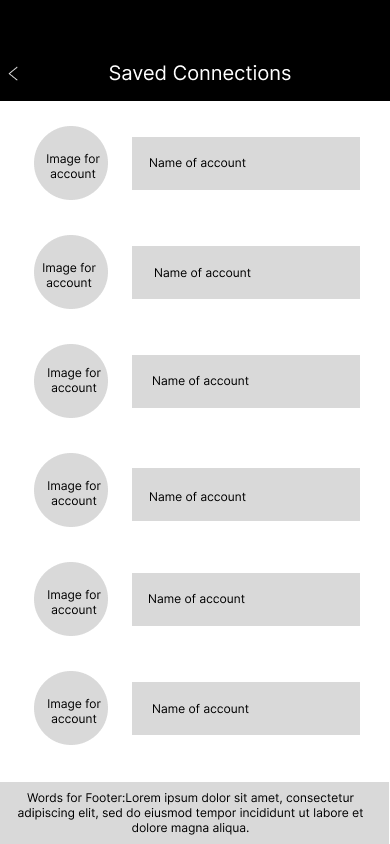 Saved Connections
Image for
account
Name of account
Image for
account
Name of account
Image for
account
Name of account
Image for
account
Name of account
Image for
account
Name of account
Image for
account
Name of account
Words for Footer:Lorem ipsum dolor sit amet, consectetur
adipiscing elit, sed do eiusmod tempor incididunt ut labore et
dolore magna aliqua.